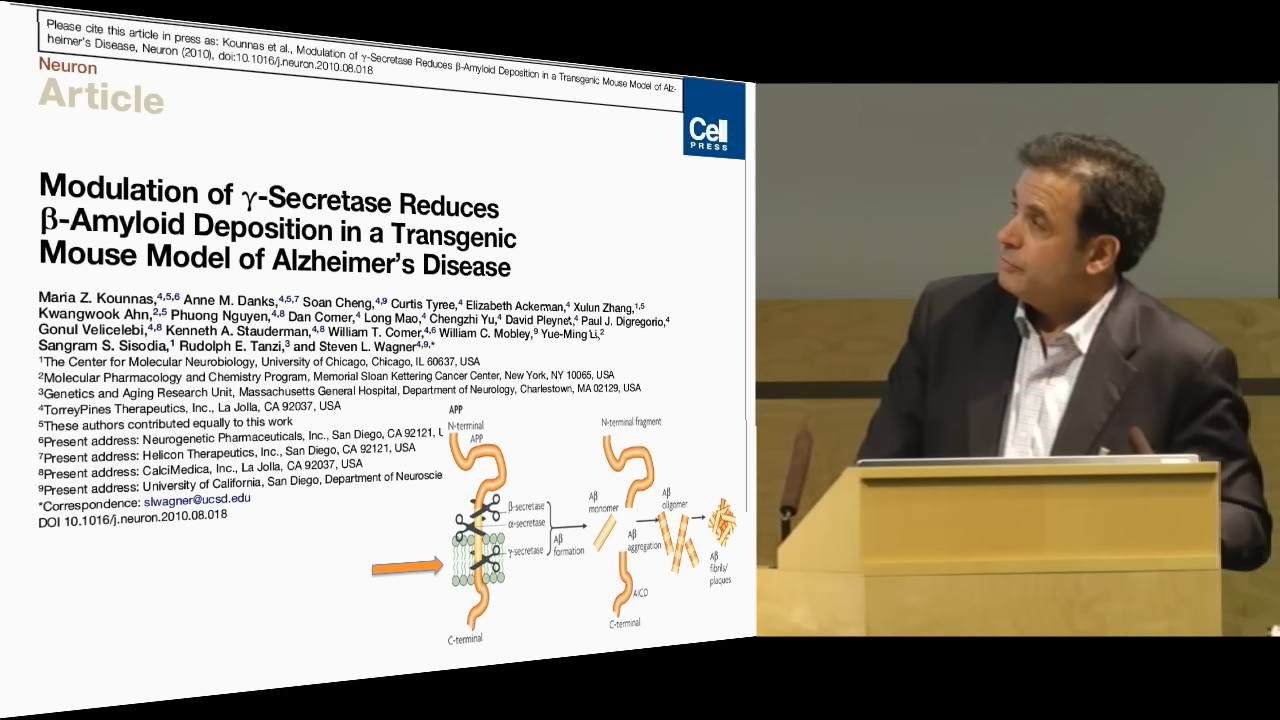 Please cite this article in press as: Kounnas et al., Modulation of γ-Secretase Reduces β-Amyloid Deposition in a Transgenic Mouse Model of Alz-
heimer's Disease, Neuron (2010), doi:10.1016/j.neuron.2010.08.018
Neuron
Article
Cell
PRESS
Modulation of γ-Secretase Reduces
β-Amyloid Deposition in a Transgenic
Mouse Model of Alzheimer's Disease
Maria Z. Kounnas,4,5,6 Anne M. Danks,4,5,7 Soan Cheng,4,9 Curtis Tyree,4 Elizabeth Ackerman,4 Xulun Zhang,1,5
Kwangwook Ahn,2,5 Phuong Nguyen,4,8 Dan Comer,4 Long Mao,4 Chengzhi Yu,4 David Pleynet,4 Paul J. Digregorio,4
Gonul Velicelebi,4,8 Kenneth A. Stauderman,4,8 William T. Comer,4,6 William C. Mobley,9 Yue-Ming Li,2
Sangram S. Sisodia,1 Rudolph E. Tanzi,3 and Steven L. Wagner4,9,*
1The Center for Molecular Neurobiology, University of Chicago, Chicago, IL 60637, USA
2Molecular Pharmacology and Chemistry Program, Memorial Sloan Kettering Cancer Center, New York, NY 10065, USA
3Genetics and Aging Research Unit, Massachusetts General Hospital, Department of Neurology, Charlestown, MA 02129, USA
4TorreyPines Therapeutics, Inc., La Jolla, CA 92037, USA
5These authors contributed equally to this work
6Present address: Neurogenetic Pharmaceuticals, Inc., San Diego, CA 92121, U
7Present address: Helicon Therapeutics, Inc., San Diego, CA 92121, USA
8Present address: CalciMedica, Inc., La Jolla, CA 92037, USA
9Present address: University of California, San Diego, Department of Neuroscie
*Correspondence: slwagner@ucsd.edu
DOI 10.1016/j.neuron.2010.08.018
APP
N-terminal
APP
N-terminal fragment
β-secretase
α-secretase
γ-secretase
Aβ
formation
Aβ
monomer
Aβ
aggregation
Aβ
oligomer
Aβ
fibrils/
plaques
AICD
C-terminal
C-terminal